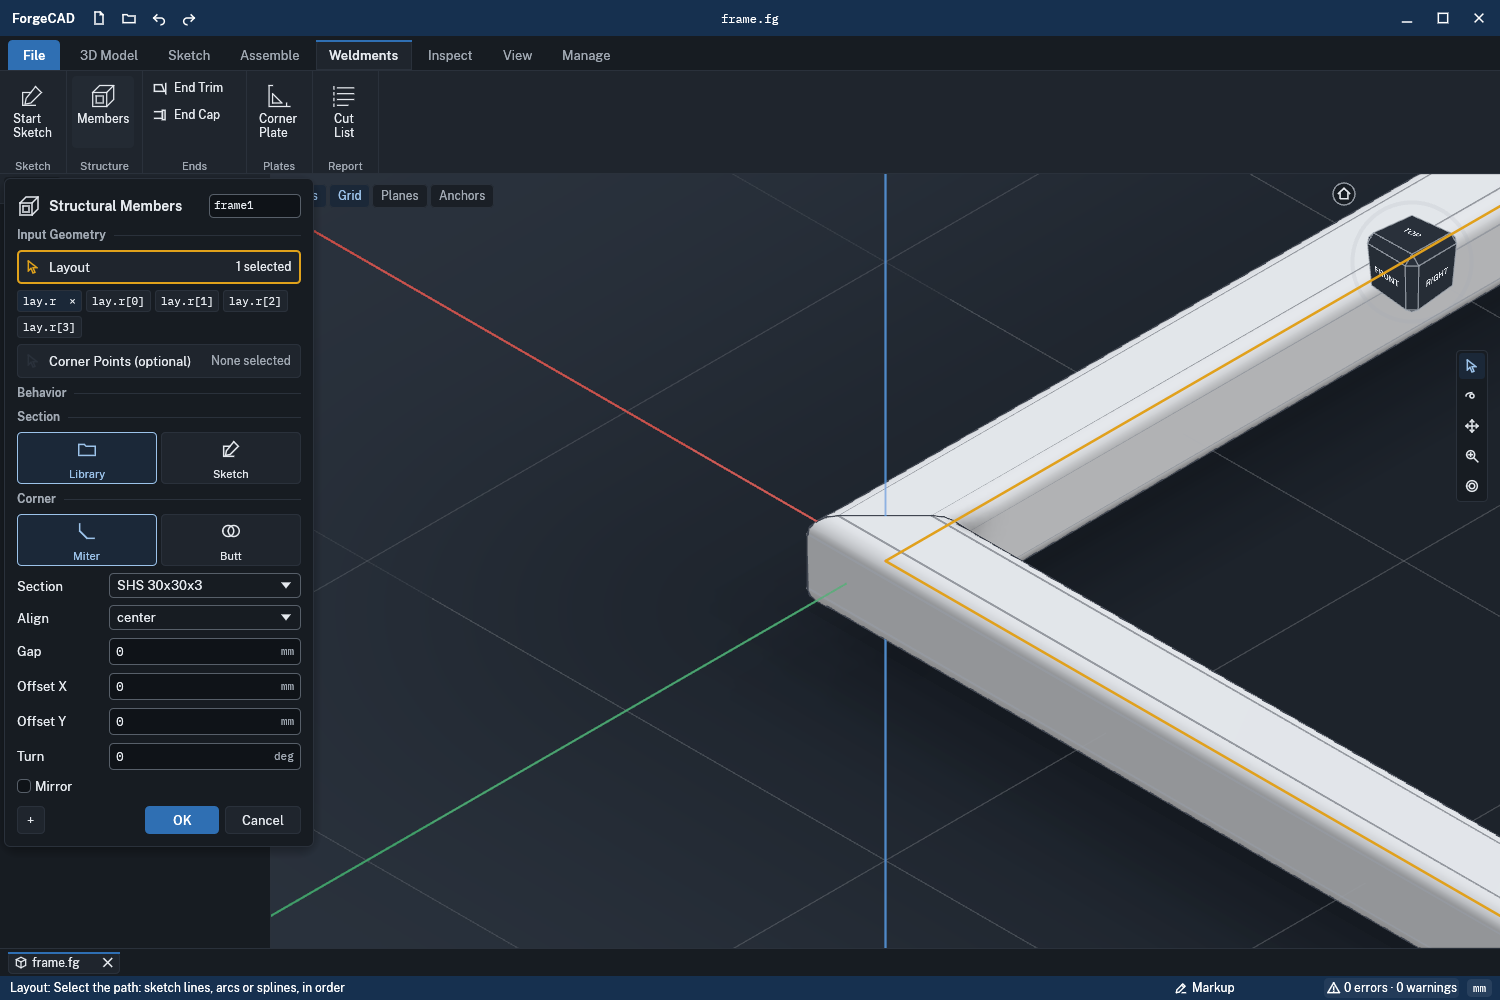 ForgeCAD
frame.fg
File
3D Model
Sketch
Assemble
Weldments
Inspect
View
Manage
Start Sketch
Members
End Trim
End Cap
Corner Plate
Cut List
Sketch
Structure
Ends
Plates
Report
s
Grid
Planes
Anchors
TOP
FRONT
RIGHT
Structural Members
frame1
Input Geometry
Layout
1 selected
lay.r ×
lay.r[0]
lay.r[1]
lay.r[2]
lay.r[3]
Corner Points (optional)
None selected
Behavior
Section
Library
Sketch
Corner
Miter
Butt
Section
SHS 30x30x3
Align
center
Gap
0 mm
Offset X
0 mm
Offset Y
0 mm
Turn
0 deg
Mirror
+
OK
Cancel
frame.fg
Layout: Select the path: sketch lines, arcs or splines, in order
Markup
0 errors · 0 warnings
mm